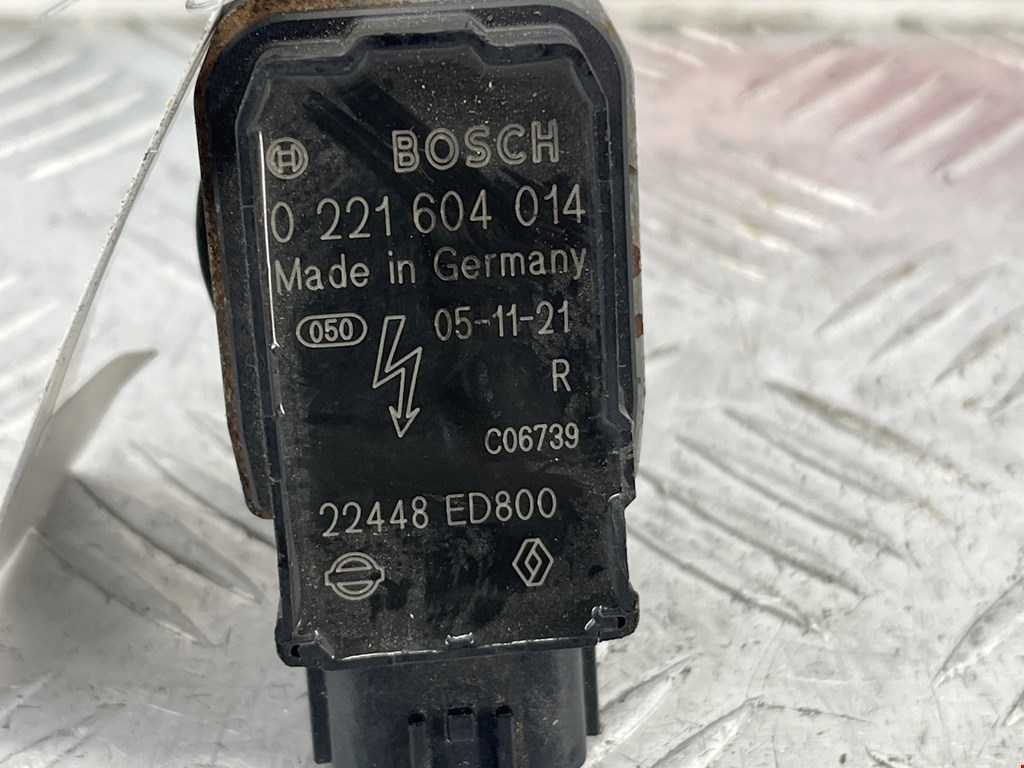 BOSCH
0 221 604 014
Made in Germany
050 05-11-21
R
C06739
22448 ED800